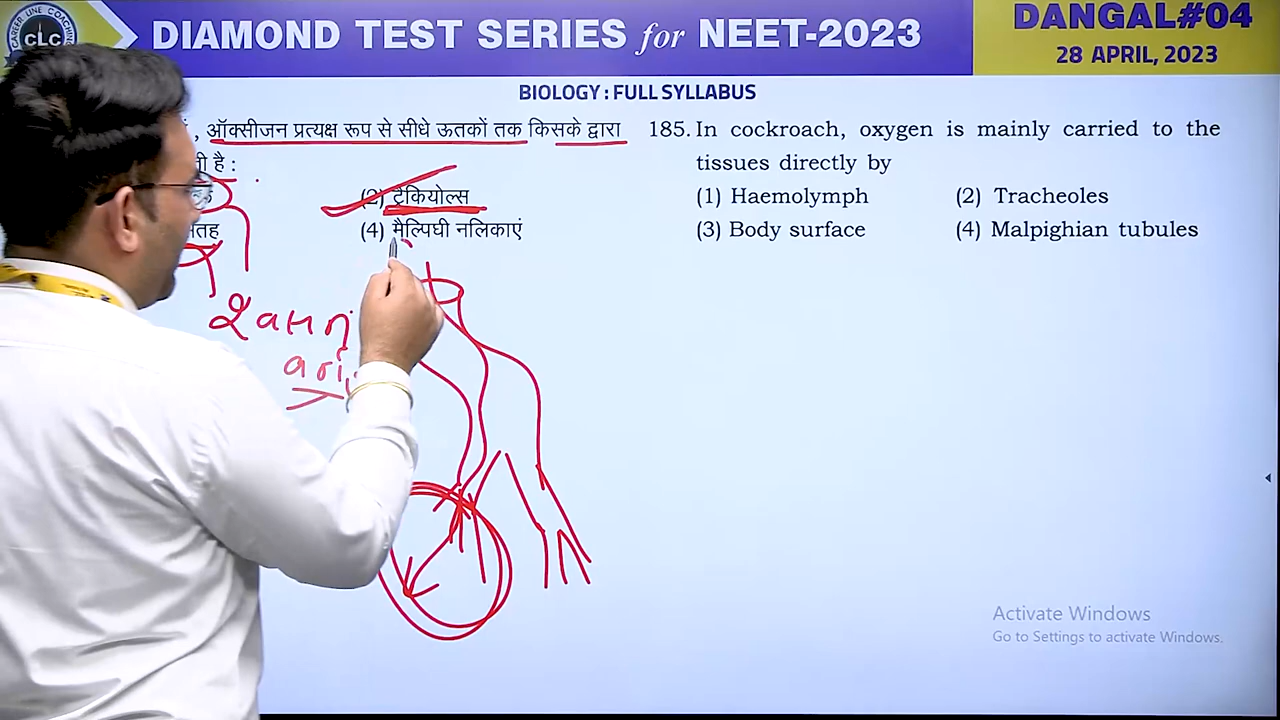 CLC
DIAMOND TEST SERIES for NEET-2023
DANGAL#04
28 APRIL, 2023
BIOLOGY : FULL SYLLABUS
, ऑक्सीजन प्रत्यक्ष रूप से सीधे ऊतकों तक किसके द्वारा
है :
(2) ट्रैकियोल्स
(4) मैल्पिघी नलिकाएं
185. In cockroach, oxygen is mainly carried to the
tissues directly by
(1) Haemolymph (2) Tracheoles
(3) Body surface (4) Malpighian tubules
Activate Windows
Go to Settings to activate Windows.